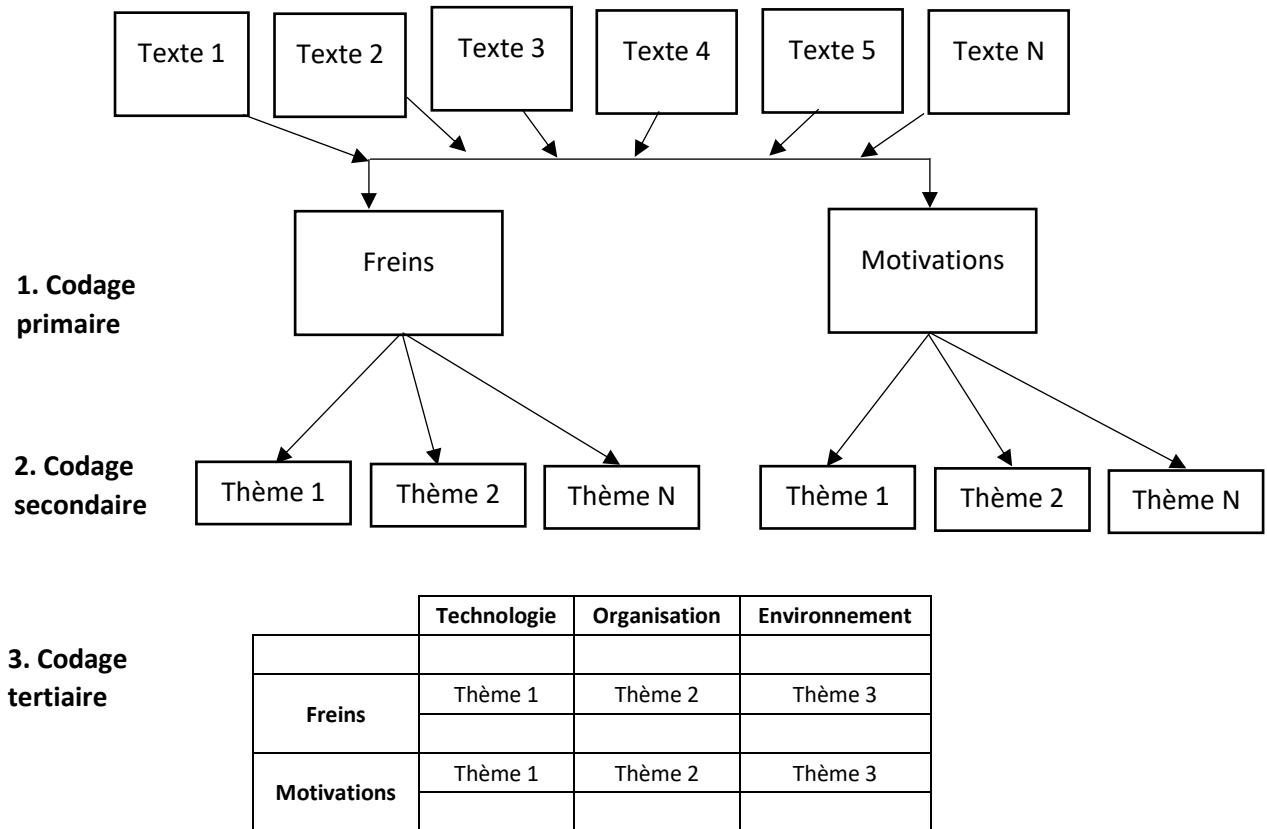 Texte 1
Texte 2
Texte 3
Texte 4
Texte 5
Texte N
Freins
Motivations
1. Codage
primaire
2. Codage
secondaire
Thème 1
Thème 2
Thème N
Thème 1
Thème 2
Thème N
3. Codage
tertiaire
Technologie Organisation Environnement
Freins Thème 1 Thème 2 Thème 3
Motivations Thème 1 Thème 2 Thème 3